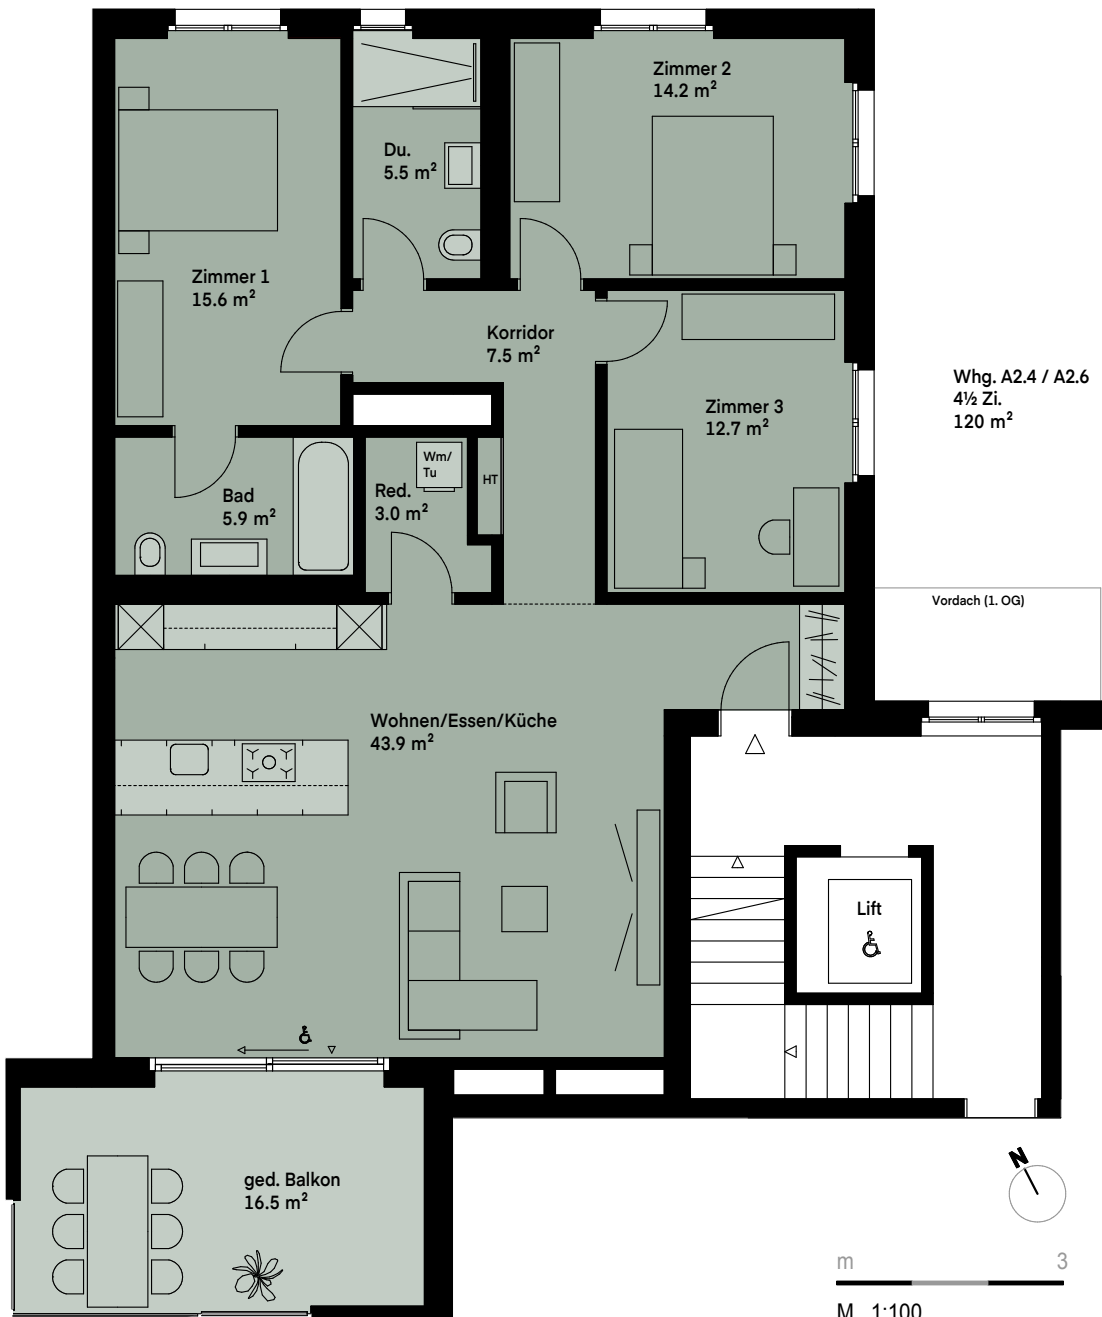 Zimmer 2
14.2 m²
Du.
5.5 m²
Zimmer 1
15.6 m²
Korridor
7.5 m²
Whg. A2.4 / A2.6
4½ Zi.
120 m²
Zimmer 3
12.7 m²
Wm/
Tu
HT
Red.
3.0 m²
Bad
5.9 m²
Vordach (1. OG)
Wohnen/Essen/Küche
43.9 m²
Lift
ged. Balkon
16.5 m²
N
m 3
M 1:100